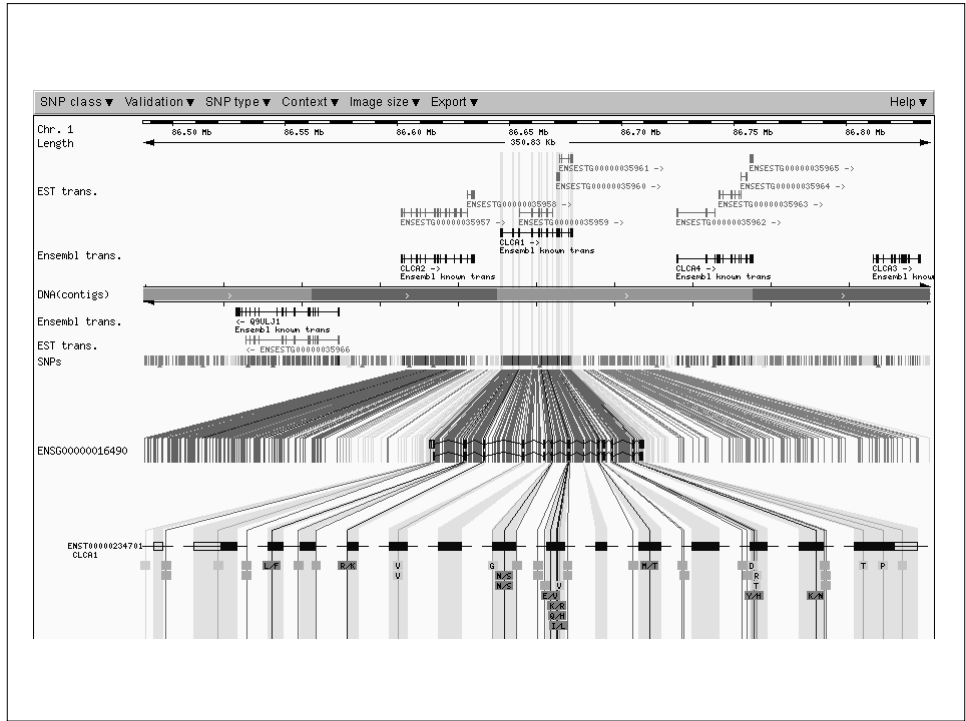 SNP class ▼ Validation ▼ SNP type ▼ Context ▼ Image size ▼ Export ▼ Help ▼
Chr. 1
86.50 Mb 86.55 Mb 86.60 Mb 86.65 Mb 86.70 Mb 86.75 Mb 86.80 Mb
Length
350.83 Kb
EST trans.
ENSESTG00000035961 -> ENSESTG00000035965 ->
ENSESTG00000035960 -> ENSESTG00000035964 ->
ENSESTG00000035958 -> ENSESTG00000035963 ->
ENSESTG00000035957 -> ENSESTG00000035959 -> ENSESTG00000035962 ->
CLCA1 ->
Ensembl known trans
Ensembl trans.
CLCA2 -> CLCA4 -> CLCA3 ->
Ensembl known trans Ensembl known trans Ensembl know
DNA(contigs) > > > >
Ensembl trans.
<- Q9ULJ1
Ensembl known trans
EST trans.
<- ENSESTG00000035966
SNPs
ENSG00000016490
ENST00000234701
CLCA1
L/F R/K V G M/T D T P
V N/S R
N/S V T
E/V Y/H K/N
K/R
Q/H
I/L